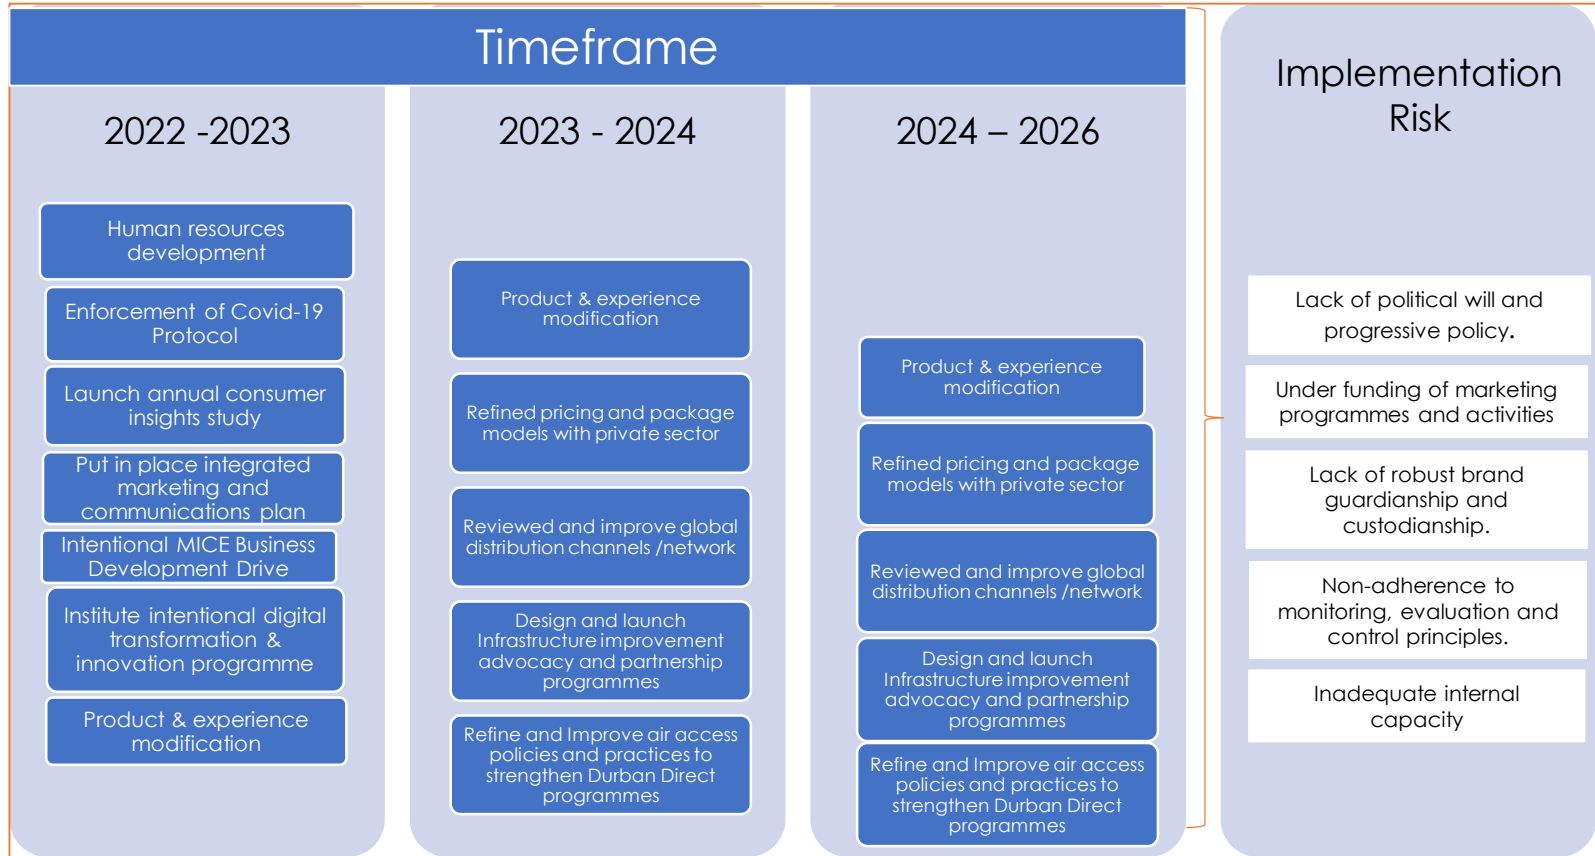 Timeframe
2022 -2023
Human resources
development
Enforcement of Covid-19
Protocol
Launch annual consumer
insights study
Put in place integrated
marketing and
communications plan
Intentional MICE Business
Development Drive
Institute intentional digital
transformation &
innovation programme
Product & experience
modification
2023 - 2024
Product & experience
modification
Refined pricing and package
models with private sector
Reviewed and improve global
distribution channels /network
Design and launch
Infrastructure improvement
advocacy and partnership
programmes
Refine and Improve air access
policies and practices to
strengthen Durban Direct
programmes
2024 – 2026
Product & experience
modification
Refined pricing and package
models with private sector
Reviewed and improve global
distribution channels /network
Design and launch
Infrastructure improvement
advocacy and partnership
programmes
Refine and Improve air access
policies and practices to
strengthen Durban Direct
programmes
Implementation
Risk
Lack of political will and
progressive policy.
Under funding of marketing
programmes and activities
Lack of robust brand
guardianship and
custodianship.
Non-adherence to
monitoring, evaluation and
control principles.
Inadequate internal
capacity